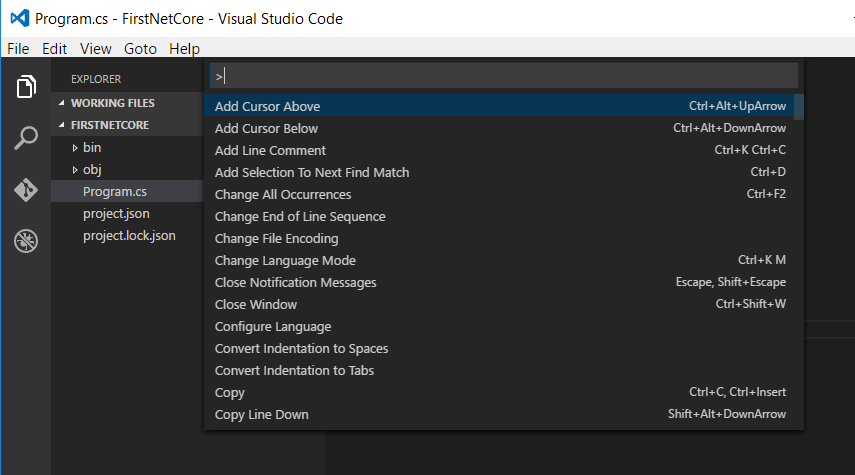 Program.cs - FirstNetCore - Visual Studio Code
File Edit View Goto Help
EXPLORER
WORKING FILES
FIRSTNETCORE
bin
obj
Program.cs
project.json
project.lock.json
>
Add Cursor Above Ctrl+Alt+UpArrow
Add Cursor Below Ctrl+Alt+DownArrow
Add Line Comment Ctrl+K Ctrl+C
Add Selection To Next Find Match Ctrl+D
Change All Occurrences Ctrl+F2
Change End of Line Sequence
Change File Encoding
Change Language Mode Ctrl+K M
Close Notification Messages Escape, Shift+Escape
Close Window Ctrl+Shift+W
Configure Language
Convert Indentation to Spaces
Convert Indentation to Tabs
Copy Ctrl+C, Ctrl+Insert
Copy Line Down Shift+Alt+DownArrow